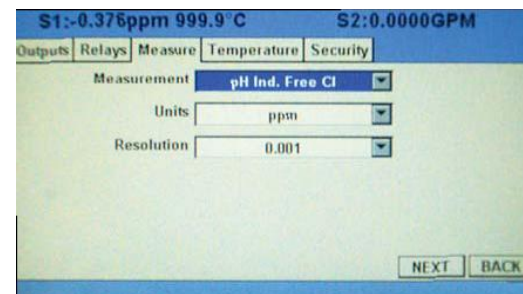 S1:-0.376ppm 999.9°C S2:0.0000GPM
Outputs Relays Measure Temperature Security
Measurement pH Ind. Free Cl
Units ppm
Resolution 0.001
NEXT BACK